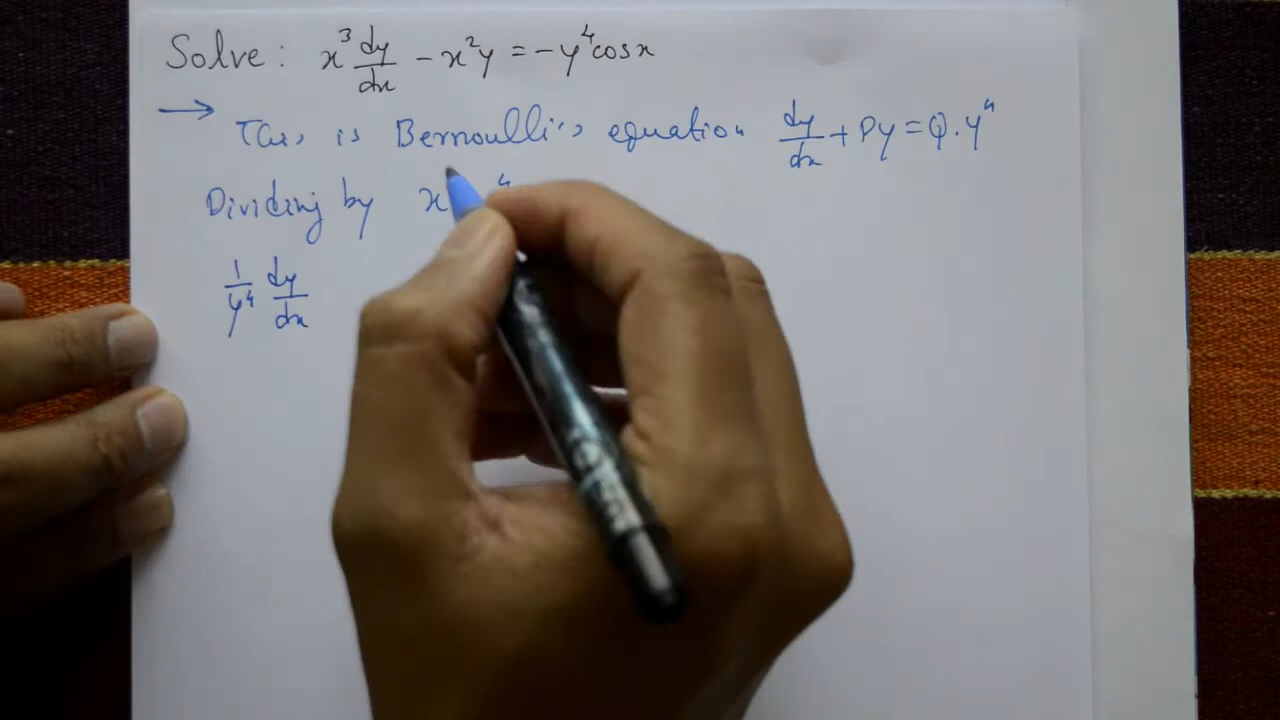 Solve: x³ dy/dx - x²y = -y⁴cosx
→ This is Bernoulli's equation dy/dx + Py = Q.yⁿ
Dividing by x
1/y⁴ dy/dx